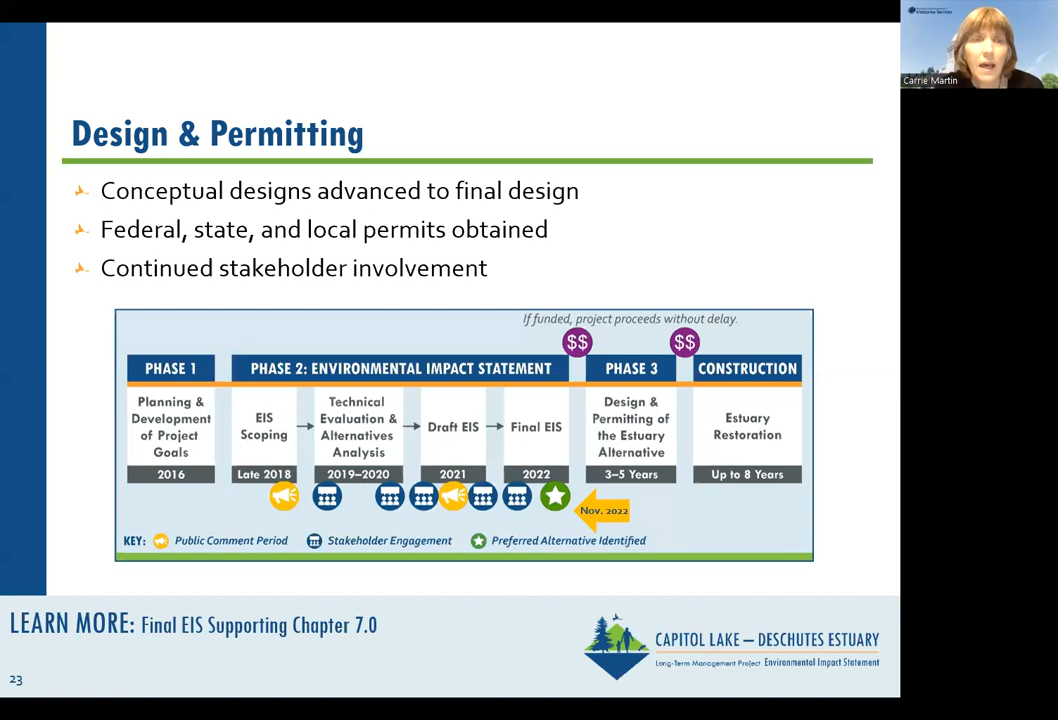 Enterprise Services
Carrie Martin
Design & Permitting
Conceptual designs advanced to final design
Federal, state, and local permits obtained
Continued stakeholder involvement
If funded, project proceeds without delay.
$$ $$
PHASE 1
PHASE 2: ENVIRONMENTAL IMPACT STATEMENT
PHASE 3
CONSTRUCTION
Planning &
Development
of Project
Goals
2016
EIS
Scoping
Late 2018
Technical
Evaluation &
Alternatives
Analysis
2019–2020
Draft EIS
2021
Final EIS
2022
Design &
Permitting of
the Estuary
Alternative
3–5 Years
Estuary
Restoration
Up to 8 Years
Nov. 2022
KEY: Public Comment Period Stakeholder Engagement Preferred Alternative Identified
LEARN MORE: Final EIS Supporting Chapter 7.0
CAPITOL LAKE — DESCHUTES ESTUARY
Long-Term Management Project Environmental Impact Statement
23